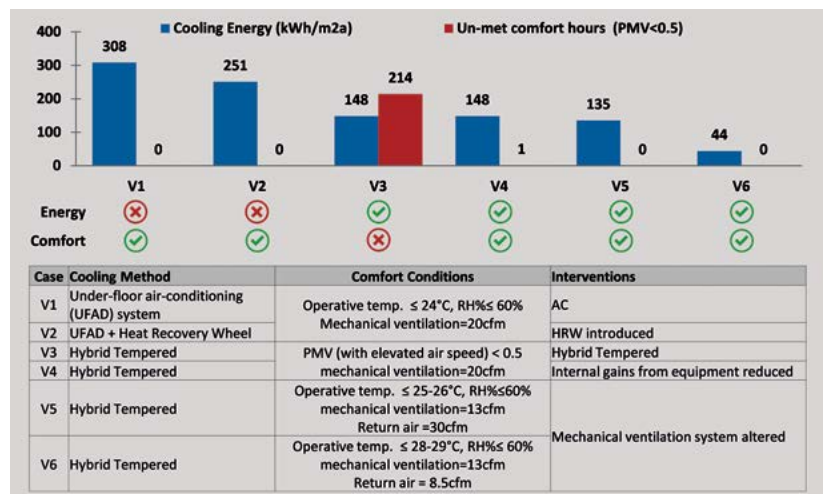 Cooling Energy (kWh/m2a) Un-met comfort hours (PMV<0.5)
400
300
200
100
0
308 0
251 0
148 214
148 1
135 0
44 0
V1 V2 V3 V4 V5 V6
Energy
Comfort
Case Cooling Method Comfort Conditions Interventions
V1 Under-floor air-conditioning
(UFAD) system
Operative temp. ≤ 24°C, RH%≤ 60%
Mechanical ventilation=20cfm
AC
V2 UFAD + Heat Recovery Wheel HRW introduced
V3 Hybrid Tempered PMV (with elevated air speed) < 0.5 Hybrid Tempered
V4 Hybrid Tempered mechanical ventilation=20cfm Internal gains from equipment reduced
V5 Hybrid Tempered
Operative temp. ≤ 25-26°C, RH%≤60%
mechanical ventilation=13cfm
Return air =30cfm
Mechanical ventilation system altered
V6 Hybrid Tempered
Operative temp. ≤ 28-29°C, RH%≤ 60%
mechanical ventilation=13cfm
Return air = 8.5cfm